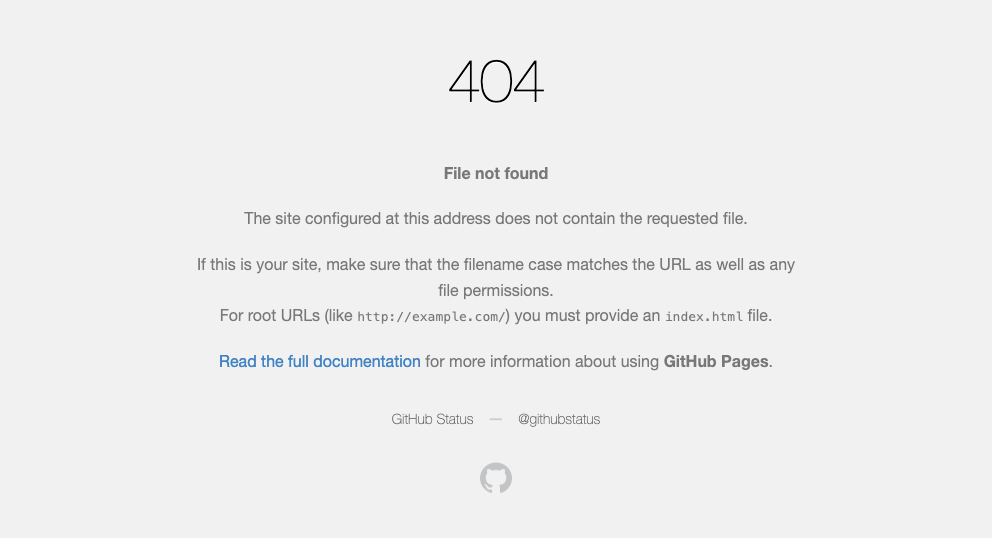 404
File not found
The site configured at this address does not contain the requested file.
If this is your site, make sure that the filename case matches the URL as well as any
file permissions.
For root URLs (like http://example.com/) you must provide an index.html file.
Read the full documentation for more information about using GitHub Pages.
GitHub Status — @githubstatus